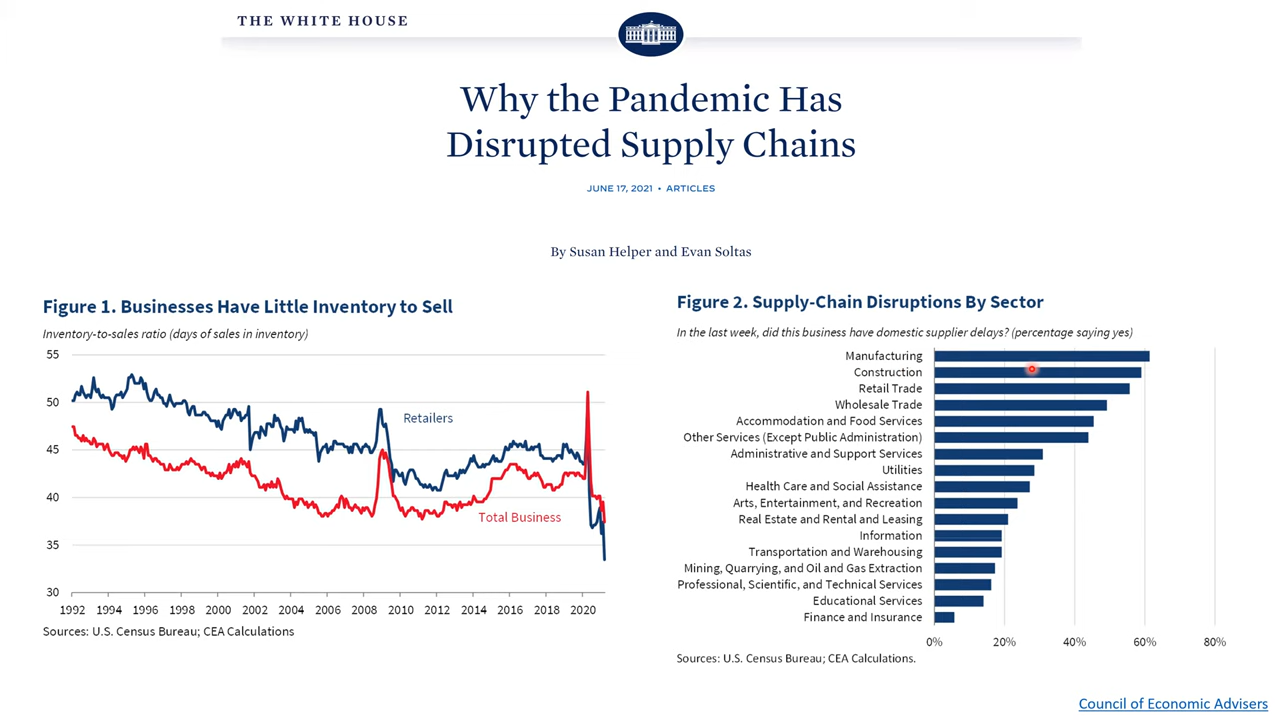 THE WHITE HOUSE
Why the Pandemic Has
Disrupted Supply Chains
JUNE 17, 2021 • ARTICLES
By Susan Helper and Evan Soltas
Figure 1. Businesses Have Little Inventory to Sell
Inventory-to-sales ratio (days of sales in inventory)
55
50
45
40
35
30
Retailers
Total Business
1992 1994 1996 1998 2000 2002 2004 2006 2008 2010 2012 2014 2016 2018 2020
Sources: U.S. Census Bureau; CEA Calculations
Figure 2. Supply-Chain Disruptions By Sector
In the last week, did this business have domestic supplier delays? (percentage saying yes)
Manufacturing
Construction
Retail Trade
Wholesale Trade
Accommodation and Food Services
Other Services (Except Public Administration)
Administrative and Support Services
Utilities
Health Care and Social Assistance
Arts, Entertainment, and Recreation
Real Estate and Rental and Leasing
Information
Transportation and Warehousing
Mining, Quarrying, and Oil and Gas Extraction
Professional, Scientific, and Technical Services
Educational Services
Finance and Insurance
0% 20% 40% 60% 80%
Sources: U.S. Census Bureau; CEA Calculations.
Council of Economic Advisers